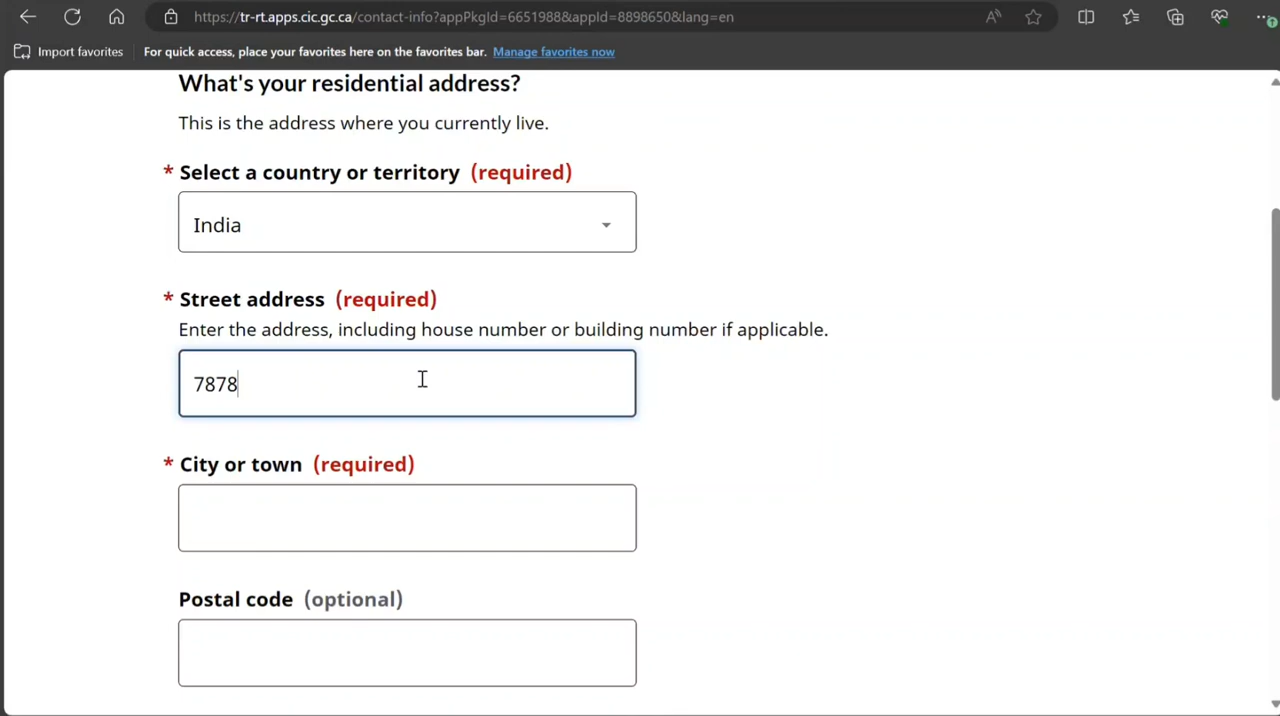 https://tr-rt.apps.cic.gc.ca/contact-info?appPkgId=6651988&appId=8898650&lang=en
Import favorites For quick access, place your favorites here on the favorites bar. Manage favorites now
What's your residential address?
This is the address where you currently live.
* Select a country or territory (required)
India
* Street address (required)
Enter the address, including house number or building number if applicable.
7878
* City or town (required)
Postal code (optional)